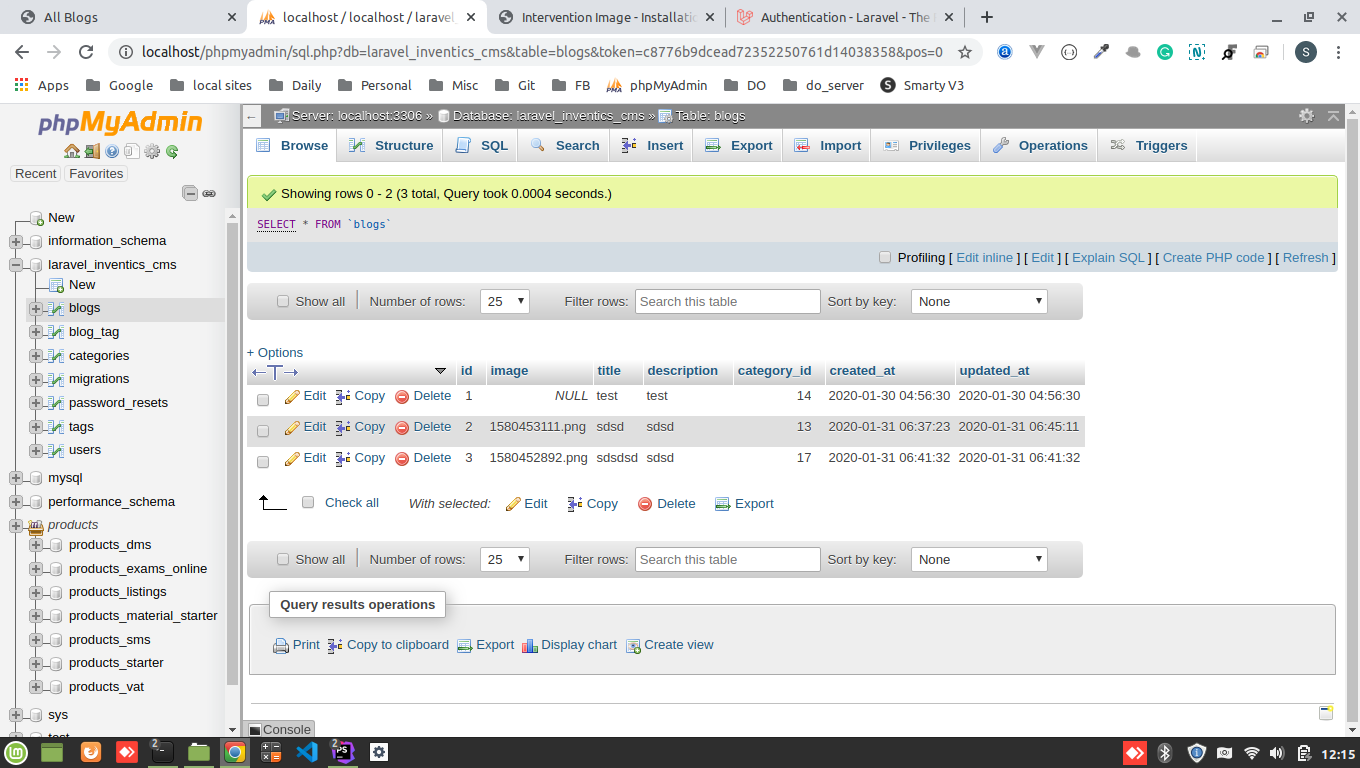 All Blogs
localhost / localhost / laravel_
Intervention Image - Installatio
Authentication - Laravel - The
localhost/phpmyadmin/sql.php?db=laravel_inventics_cms&table=blogs&token=c8776b9dcead72352250761d14038358&pos=0
S
Apps Google local sites Daily Personal Misc Git FB phpMyAdmin DO do_server Smarty V3
phpMyAdmin
Recent Favorites
New
information_schema
laravel_inventics_cms
New
blogs
blog_tag
categories
migrations
password_resets
tags
users
mysql
performance_schema
products
products_dms
products_exams_online
products_listings
products_material_starter
products_sms
products_starter
products_vat
sys
Server: localhost:3306 » Database: laravel_inventics_cms » Table: blogs
Browse Structure SQL Search Insert Export Import Privileges Operations Triggers
Showing rows 0 - 2 (3 total, Query took 0.0004 seconds.)
SELECT * FROM `blogs`
Profiling [ Edit inline ] [ Edit ] [ Explain SQL ] [ Create PHP code ] [ Refresh ]
Show all Number of rows: 25 Filter rows: Search this table Sort by key: None
+ Options
id image title description category_id created_at updated_at
Edit Copy Delete 1 NULL test test 14 2020-01-30 04:56:30 2020-01-30 04:56:30
Edit Copy Delete 2 1580453111.png sdsd sdsd 13 2020-01-31 06:37:23 2020-01-31 06:45:11
Edit Copy Delete 3 1580452892.png sdsdsd sdsd 17 2020-01-31 06:41:32 2020-01-31 06:41:32
Check all With selected: Edit Copy Delete Export
Show all Number of rows: 25 Filter rows: Search this table Sort by key: None
Query results operations
Print Copy to clipboard Export Display chart Create view
Console
2
2
PS
12:15